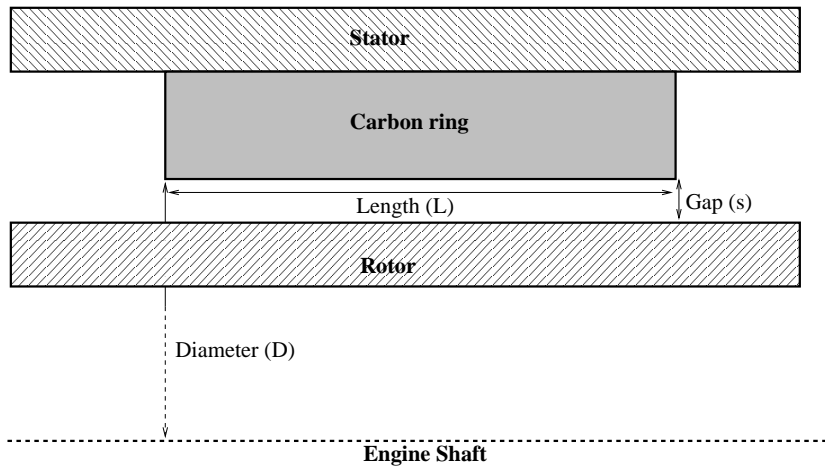 Stator
Carbon ring
Length (L)
Gap (s)
Rotor
Diameter (D)
Engine Shaft